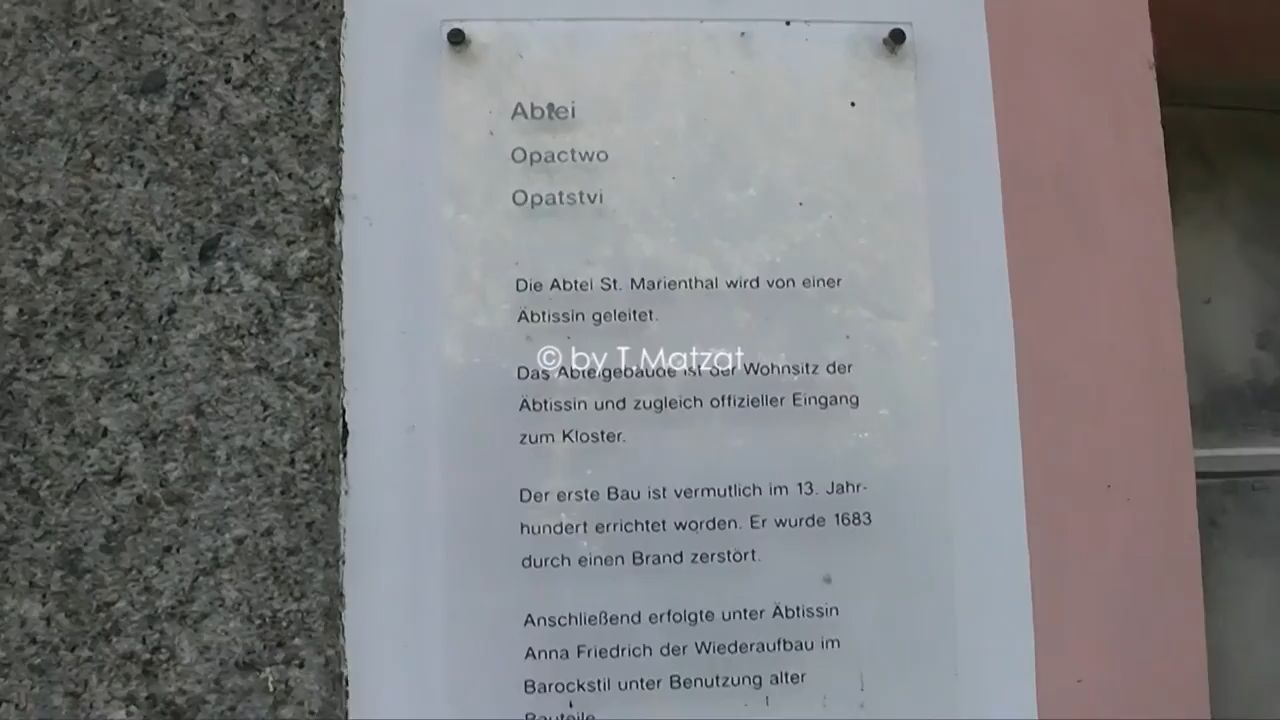 Abtei
Opactwo
Opatstvi
Die Abtei St. Marienthal wird von einer
Äbtissin geleitet.
© by T.Matzat
Das Abteigebäude ist der Wohnsitz der
Äbtissin und zugleich offizieller Eingang
zum Kloster.
Der erste Bau ist vermutlich im 13. Jahr-
hundert errichtet worden. Er wurde 1683
durch einen Brand zerstört.
Anschließend erfolgte unter Äbtissin
Anna Friedrich der Wiederaufbau im
Barockstil unter Benutzung alter
Bauteile